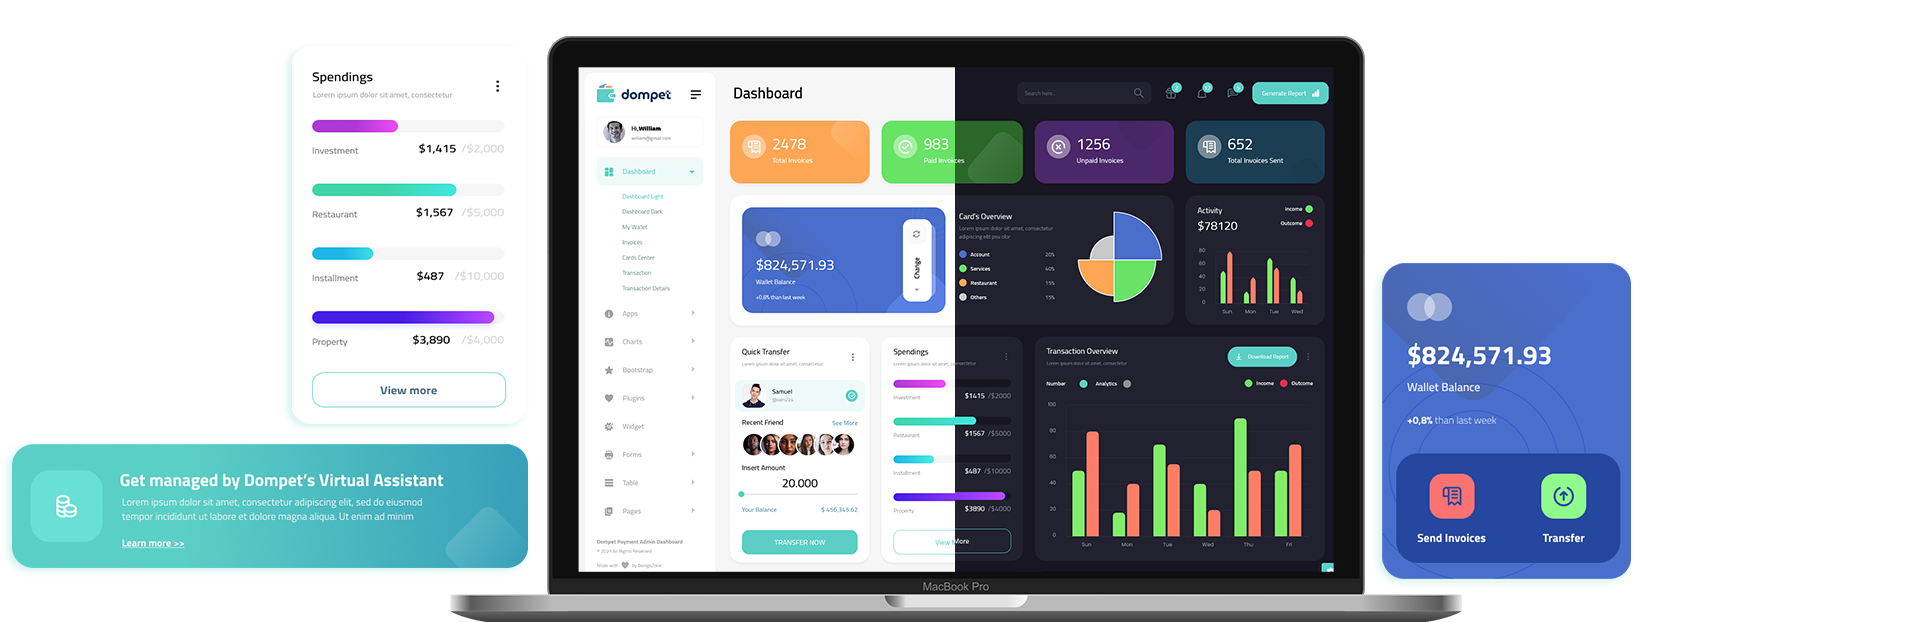 Spendings
Lorem ipsum dolor sit amet, consectetur
Investment
$1,415 /$2,000
Restaurant
$1,567 /$5,000
Installment
$487 /$10,000
Property
$3,890 /$4,000
View more
Get managed by Dompet's Virtual Assistant
Lorem ipsum dolor sit amet, consectetur adipiscing elit, sed do eiusmod
tempor incididunt ut labore et dolore magna aliqua. Ut enim ad minim
Learn more >>
dompet
Hi,William
william@gmail.com
Dashboard
Dashboard Light
Dashboard Dark
My Wallet
Invoices
Cards Center
Transaction
Transaction Details
Apps
Charts
Bootstrap
Plugins
Widget
Forms
Table
Pages
Dompet Payment Admin Dashboard
© 2021 All Rights Reserved
Made with by DexignZone
Dashboard
Search here...
2
12
5
Generate Report
2478
Total Invoices
983
Paid Invoices
1256
Unpaid Invoices
652
Total Invoices Sent
$824,571.93
Wallet Balance
+0,8% than last week
Change
Card's Overview
Lorem ipsum dolor sit amet, consectetur
adipiscing elit psu olor
Account 20%
Services 40%
Restaurant 15%
Others 15%
Activity
$78120
Income
Outcome
80
60
40
20
0
Sun Mon Tue Wed
Quick Transfer
Lorem ipsum dolor sit amet, consectetur
Samuel
@sam224
Recent Friend
See More
Insert Amount
20.000
Your Balance
$ 456,345.62
TRANSFER NOW
Spendings
Lorem ipsum dolor sit amet, consectetur
Investment
$1415 /$2000
Restaurant
$1567 /$5000
Installment
$487 /$10000
Property
$3890 /$4000
View More
Transaction Overview
Lorem ipsum dolor sit amet, consectetur
Download Report
Number
Analytics
Income
Outcome
100
80
60
40
20
0
Sun Mon Tue Wed Thu Fri
MacBook Pro
$824,571.93
Wallet Balance
+0,8% than last week
Send Invoices
Transfer